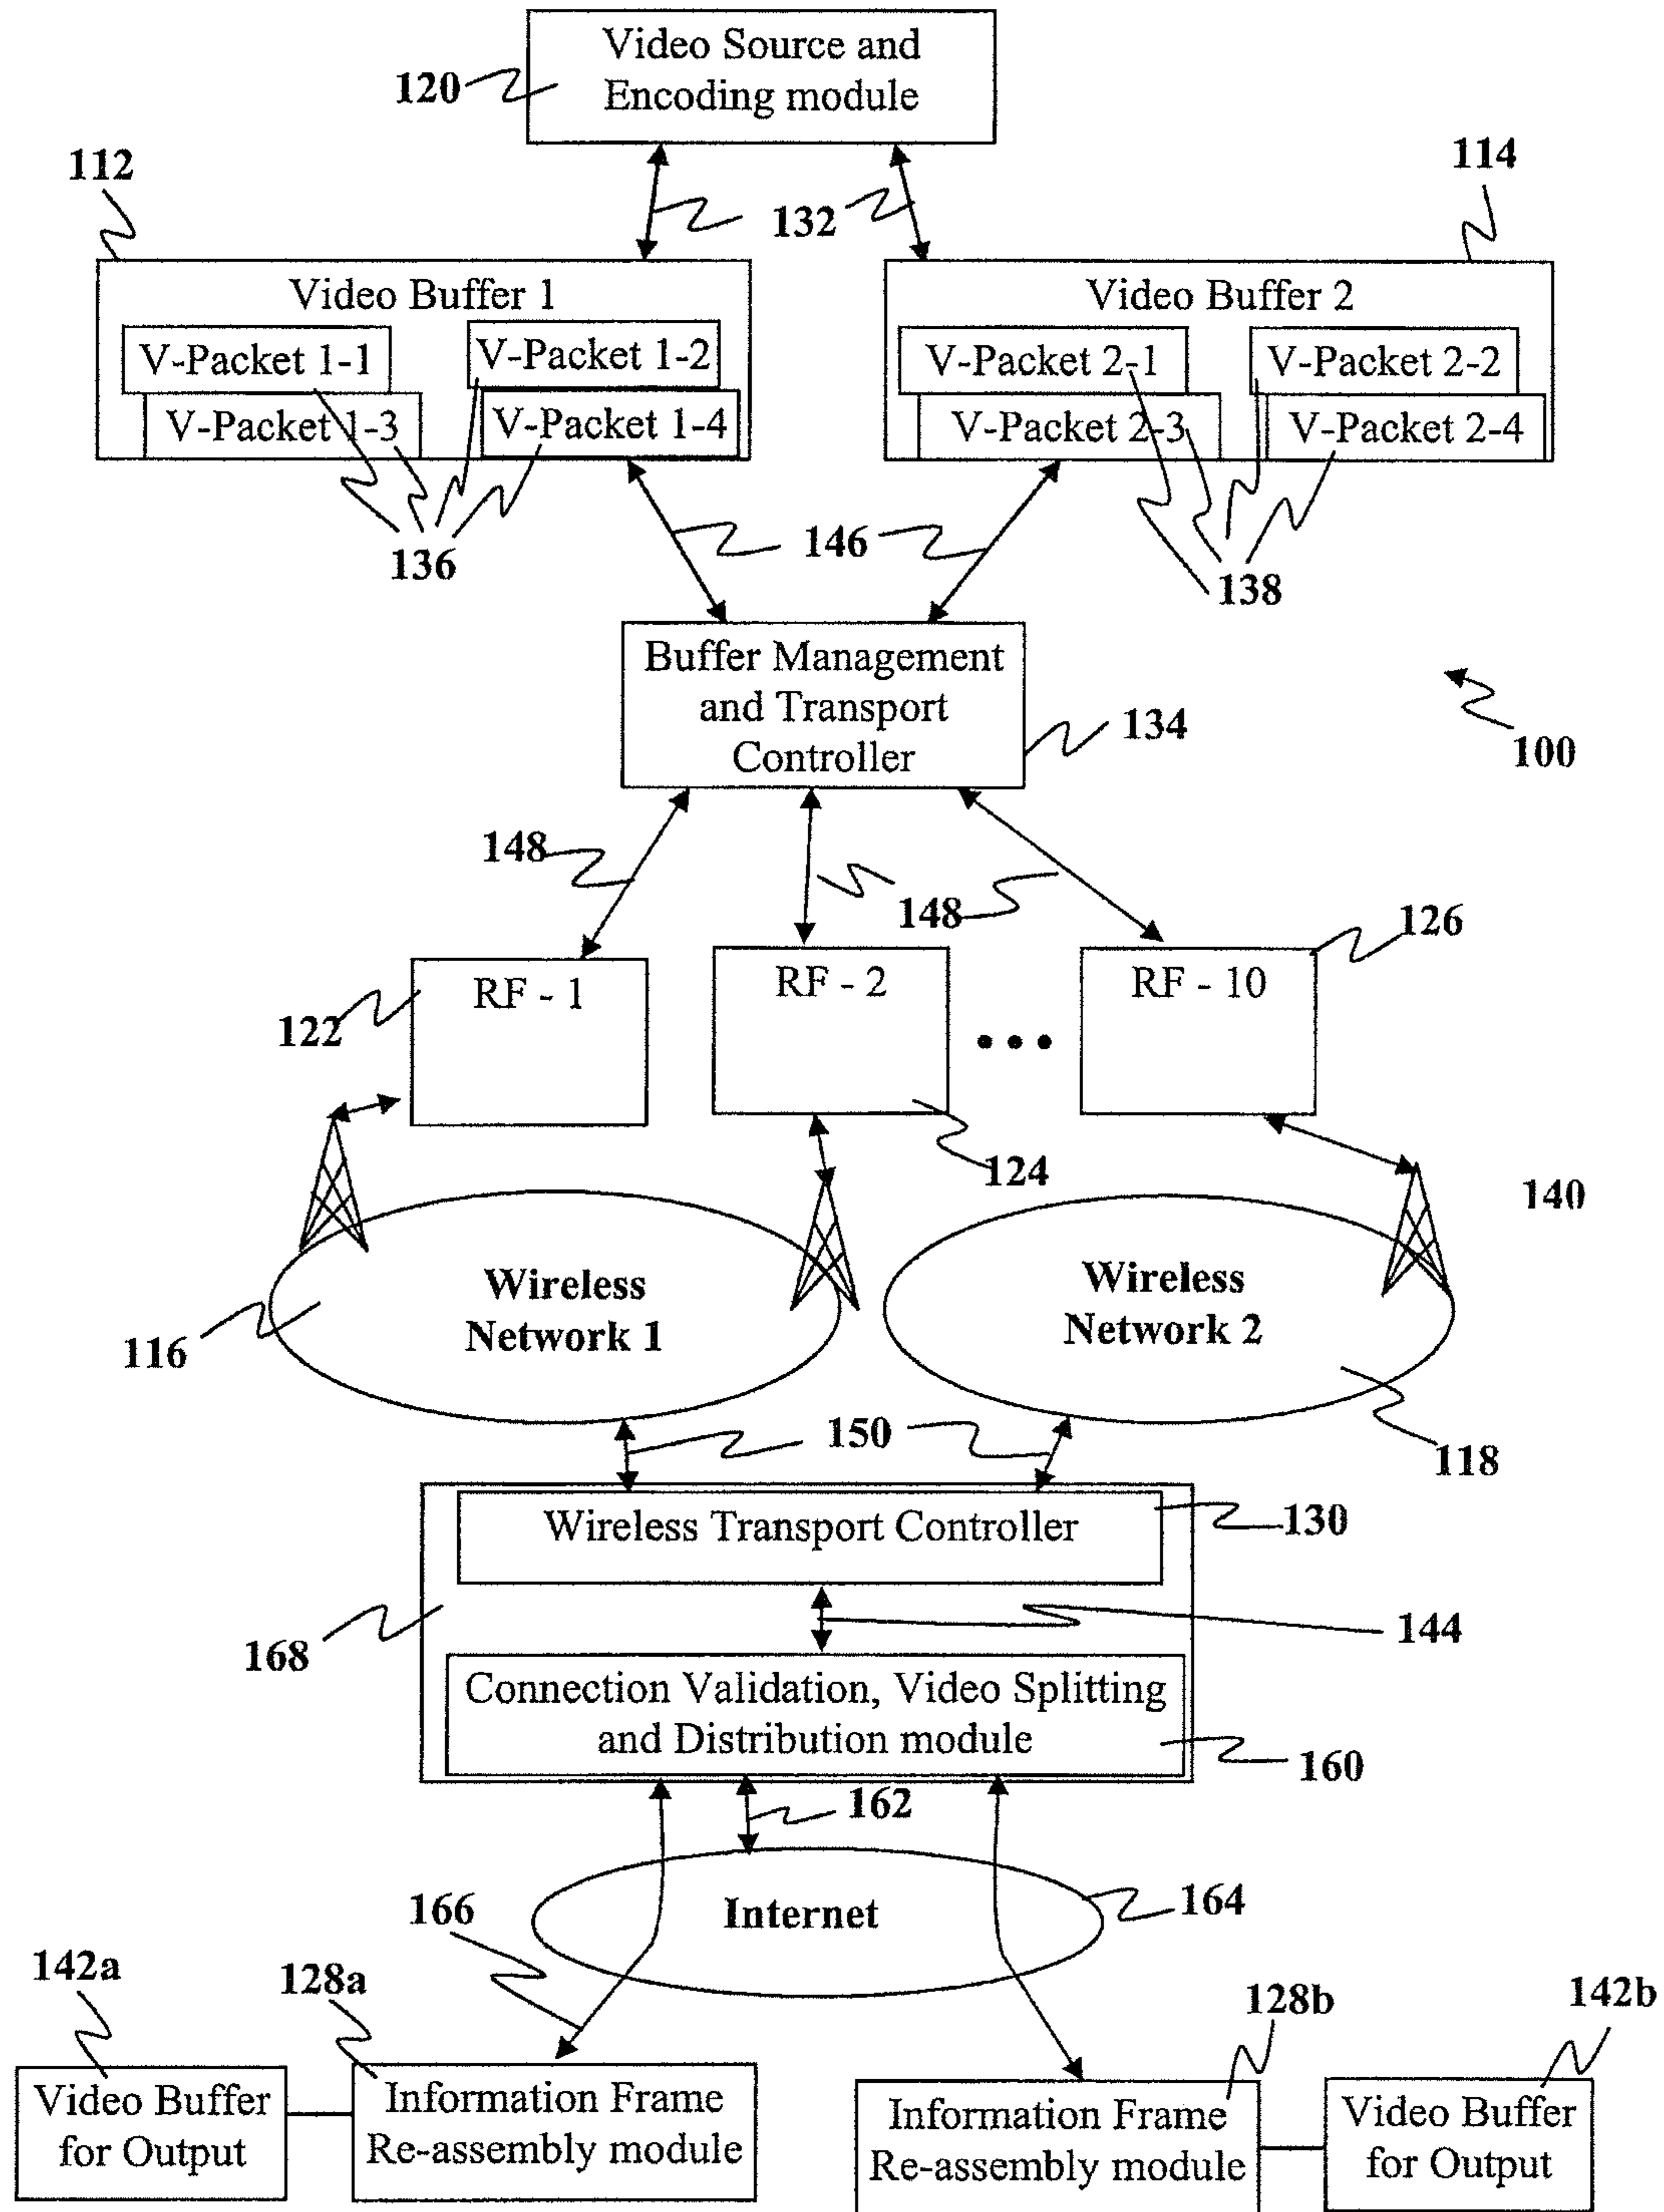 Video Source and
Encoding module
120
112
114
132
Video Buffer 1
Video Buffer 2
V-Packet 1-1
V-Packet 1-2
V-Packet 2-1
V-Packet 2-2
V-Packet 1-3
V-Packet 1-4
V-Packet 2-3
V-Packet 2-4
136
146
138
Buffer Management
and Transport
Controller
134
100
148
148
126
RF - 1
RF - 2
RF - 10
122
124
140
Wireless
Network 1
Wireless
Network 2
116
150
118
Wireless Transport Controller
130
144
168
Connection Validation, Video Splitting
and Distribution module
160
162
166
Internet
164
142a
128a
128b
142b
Video Buffer
for Output
Information Frame
Re-assembly module
Information Frame
Re-assembly module
Video Buffer
for Output